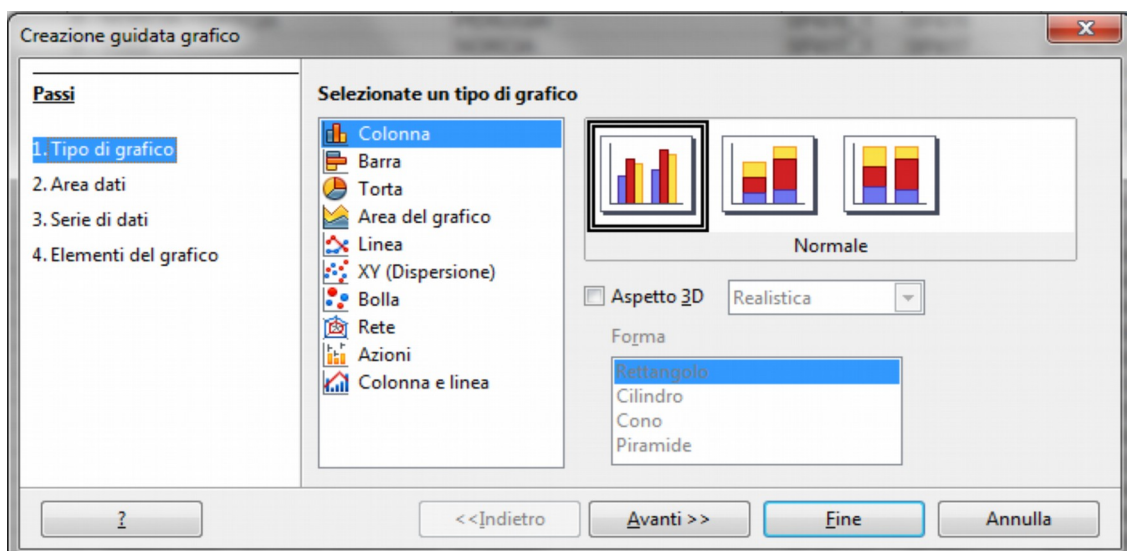 Creazione guidata grafico
Passi
1. Tipo di grafico
2. Area dati
3. Serie di dati
4. Elementi del grafico
Selezionate un tipo di grafico
Colonna
Barra
Torta
Area del grafico
Linea
XY (Dispersione)
Bolla
Rete
Azioni
Colonna e linea
Normale
Aspetto 3D
Realistica
Forma
Rettangolo
Cilindro
Cono
Piramide
?
<<Indietro
Avanti >>
Fine
Annulla